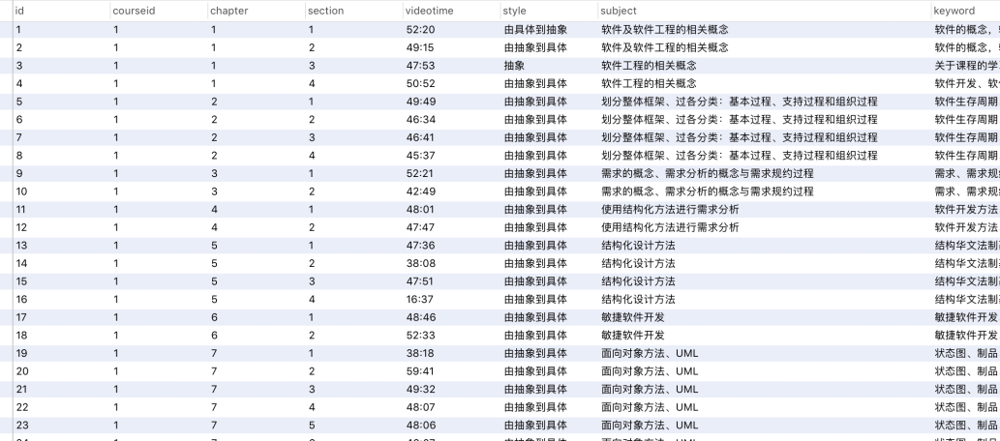 id courseid chapter section videotime style subject keyword
1 1 1 1 52:20 由具体到抽象 软件及软件工程的相关概念 软件的概念,
2 1 1 2 49:15 由抽象到具体 软件及软件工程的相关概念 软件的概念,
3 1 1 3 47:53 抽象 软件工程的相关概念 关于课程的学
4 1 1 4 50:52 由抽象到具体 软件工程的相关概念 软件开发、软
5 1 2 1 49:49 由抽象到具体 划分整体框架、过各分类：基本过程、支持过程和组织过程 软件生存周期
6 1 2 2 46:34 由抽象到具体 划分整体框架、过各分类：基本过程、支持过程和组织过程 软件生存周期
7 1 2 3 46:41 由抽象到具体 划分整体框架、过各分类：基本过程、支持过程和组织过程 软件生存周期
8 1 2 4 45:37 由抽象到具体 划分整体框架、过各分类：基本过程、支持过程和组织过程 软件生存周期
9 1 3 1 52:21 由抽象到具体 需求的概念、需求分析的概念与需求规约过程 需求、需求规
10 1 3 2 42:49 由抽象到具体 需求的概念、需求分析的概念与需求规约过程 需求、需求规
11 1 4 1 48:01 由抽象到具体 使用结构化方法进行需求分析 软件开发方法
12 1 4 2 47:47 由抽象到具体 使用结构化方法进行需求分析 软件开发方法
13 1 5 1 47:36 由抽象到具体 结构化设计方法 结构华文法制
14 1 5 2 38:08 由抽象到具体 结构化设计方法 结构华文法制
15 1 5 3 47:51 由抽象到具体 结构化设计方法 结构华文法制
16 1 5 4 16:37 由抽象到具体 结构化设计方法 结构华文法制
17 1 6 1 48:46 由抽象到具体 敏捷软件开发 敏捷软件开发
18 1 6 2 52:33 由抽象到具体 敏捷软件开发 敏捷软件开发
19 1 7 1 38:18 由抽象到具体 面向对象方法、UML 状态图、制品
20 1 7 2 59:41 由抽象到具体 面向对象方法、UML 状态图、制品
21 1 7 3 49:32 由抽象到具体 面向对象方法、UML 状态图、制品
22 1 7 4 48:07 由抽象到具体 面向对象方法、UML 状态图、制品
23 1 7 5 48:06 由抽象到具体 面向对象方法、UML 状态图、制品